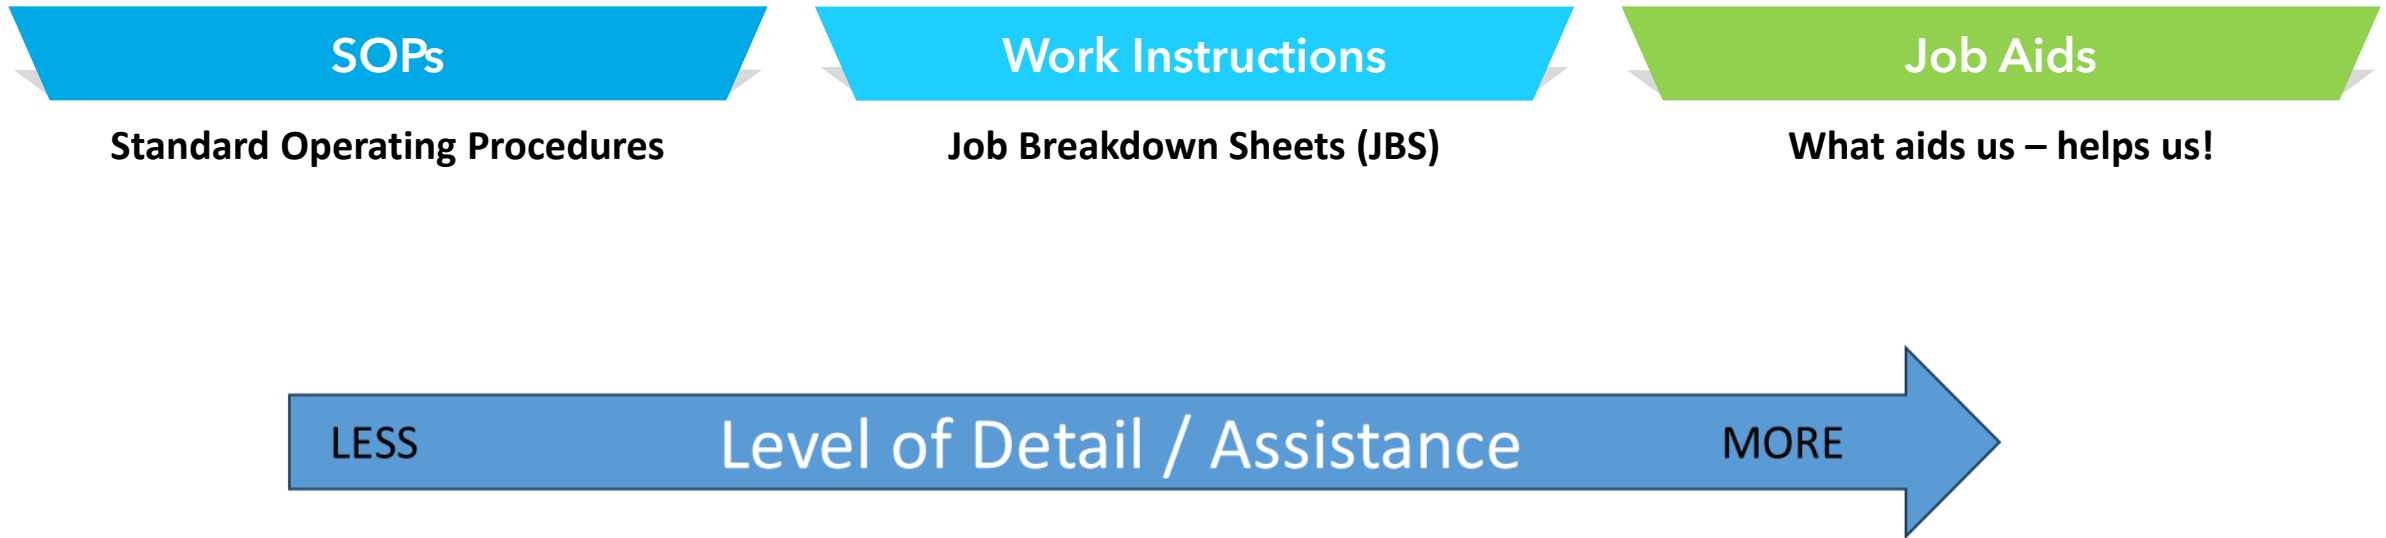 SOPs
Work Instructions
Job Aids
Standard Operating Procedures
Job Breakdown Sheets (JBS)
What aids us – helps us!
LESS
Level of Detail / Assistance
MORE